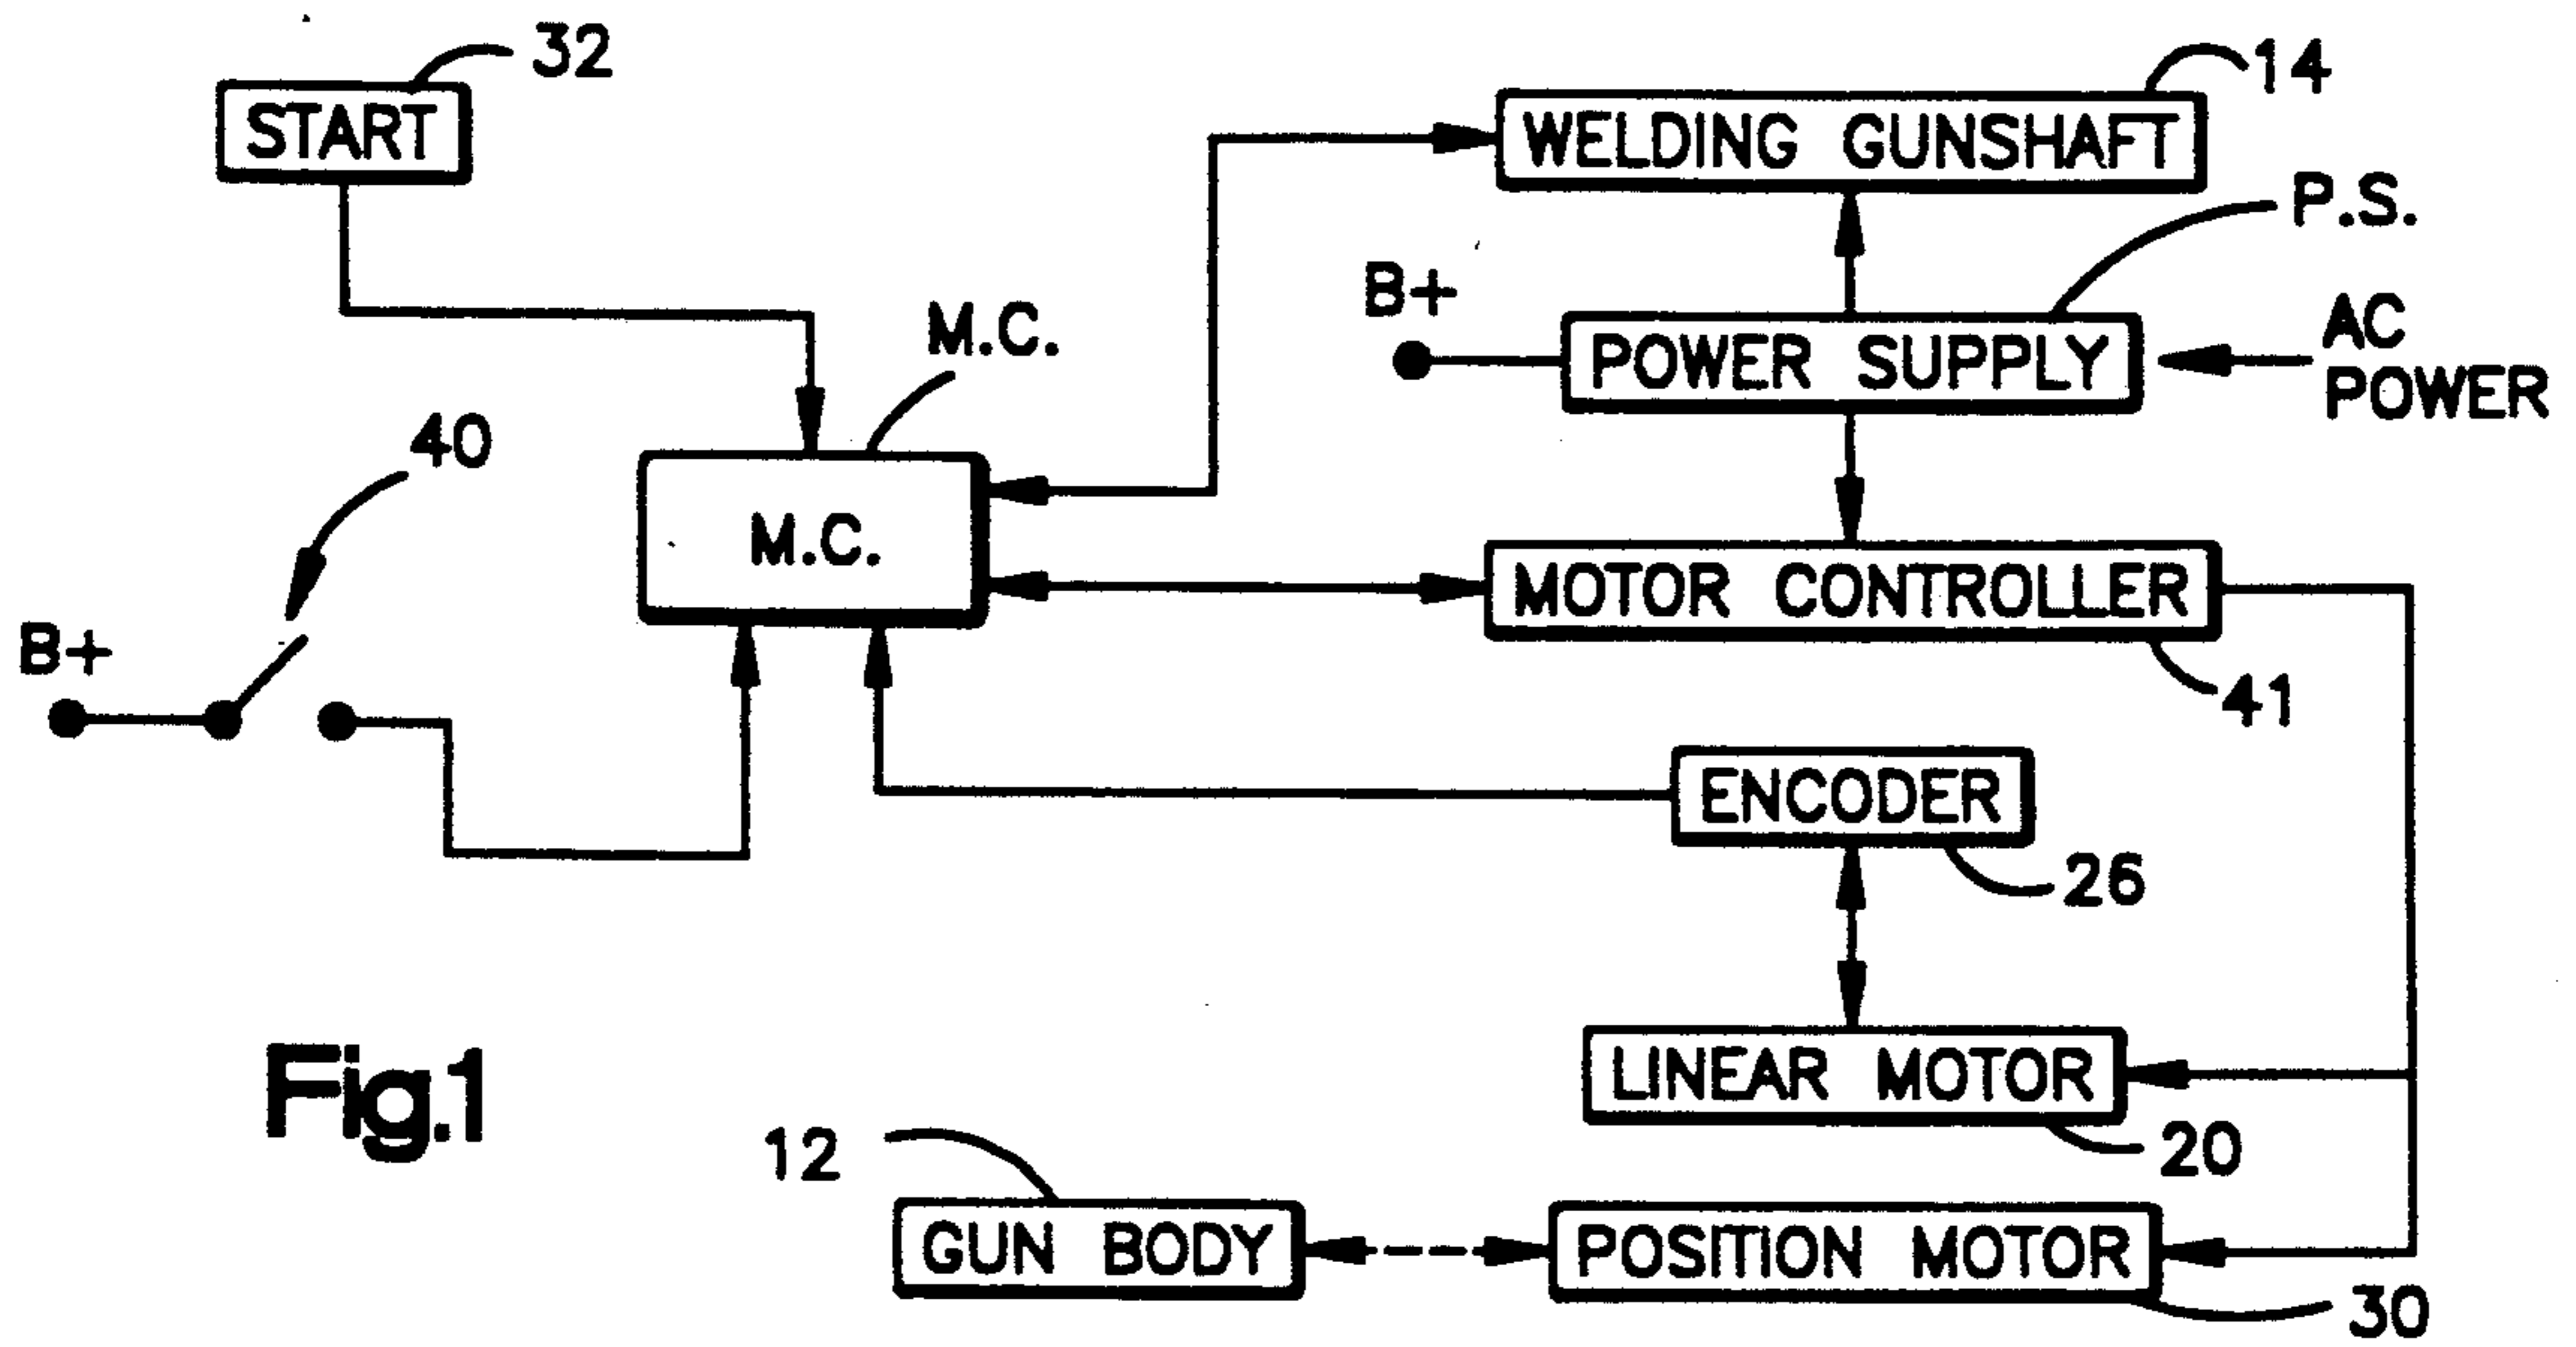 32
START
14
WELDING GUNSHAFT
P.S.
B+
POWER SUPPLY
AC
POWER
M.C.
M.C.
40
B+
MOTOR CONTROLLER
41
ENCODER
26
LINEAR MOTOR
20
Fig.1
12
GUN BODY
POSITION MOTOR
30